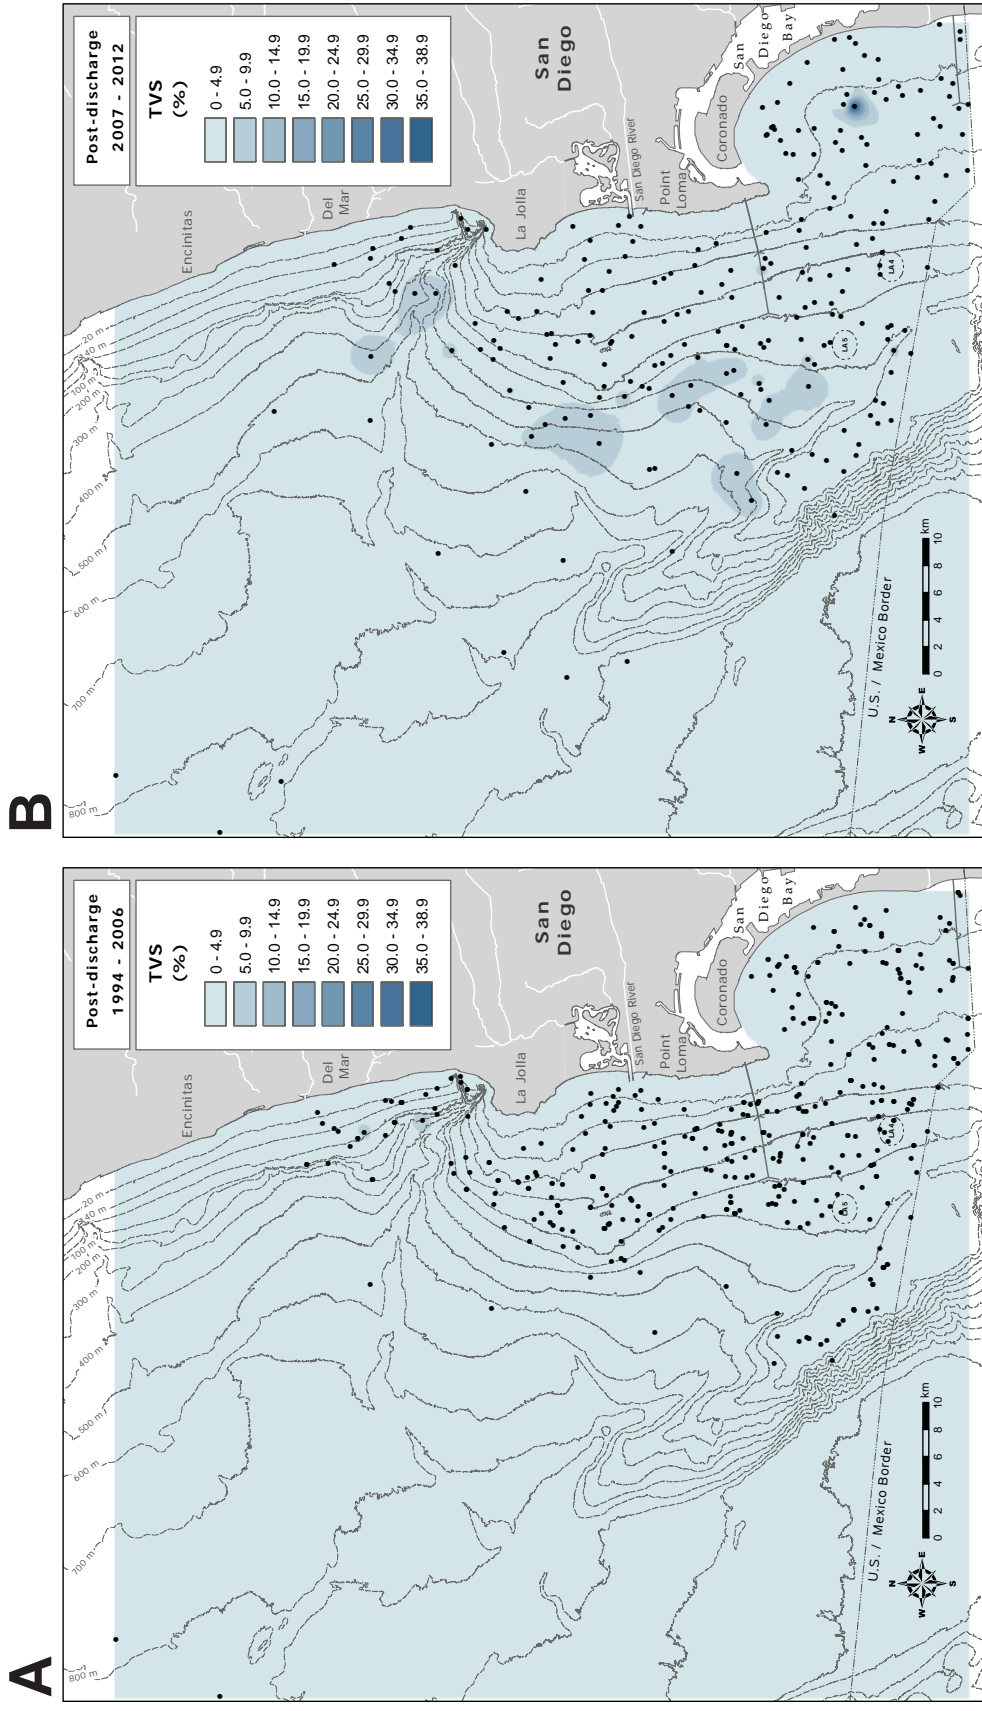 A
Post-discharge
1994 - 2006
TVS
(%)
0 - 4.9
5.0 - 9.9
10.0 - 14.9
15.0 - 19.9
20.0 - 24.9
25.0 - 29.9
30.0 - 34.9
35.0 - 38.9
Encinitas
Del
Mar
La Jolla
San
Diego
San Diego River
Point
Loma
Coronado
San
Diego
Bay
20 m
40 m
100 m
200 m
300 m
400 m
500 m
600 m
700 m
800 m
LA5
LA4
U.S. / Mexico Border
N
W
E
S
0 2 4 6 8 10
km
B
Post-discharge
2007 - 2012
TVS
(%)
0 - 4.9
5.0 - 9.9
10.0 - 14.9
15.0 - 19.9
20.0 - 24.9
25.0 - 29.9
30.0 - 34.9
35.0 - 38.9
Encinitas
Del
Mar
La Jolla
San
Diego
San Diego River
Point
Loma
Coronado
San
Diego
Bay
20 m
40 m
100 m
200 m
300 m
400 m
500 m
600 m
700 m
800 m
LA5
LA4
U.S. / Mexico Border
N
W
E
S
0 2 4 6 8 10
km